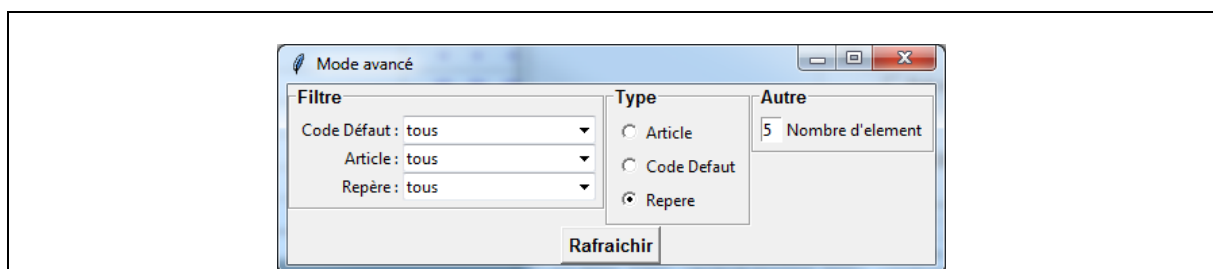 Mode avancé
Filtre
Code Défaut : tous
Article : tous
Repère : tous
Type
Article
Code Defaut
Repere
Autre
5 Nombre d'element
Rafraichir